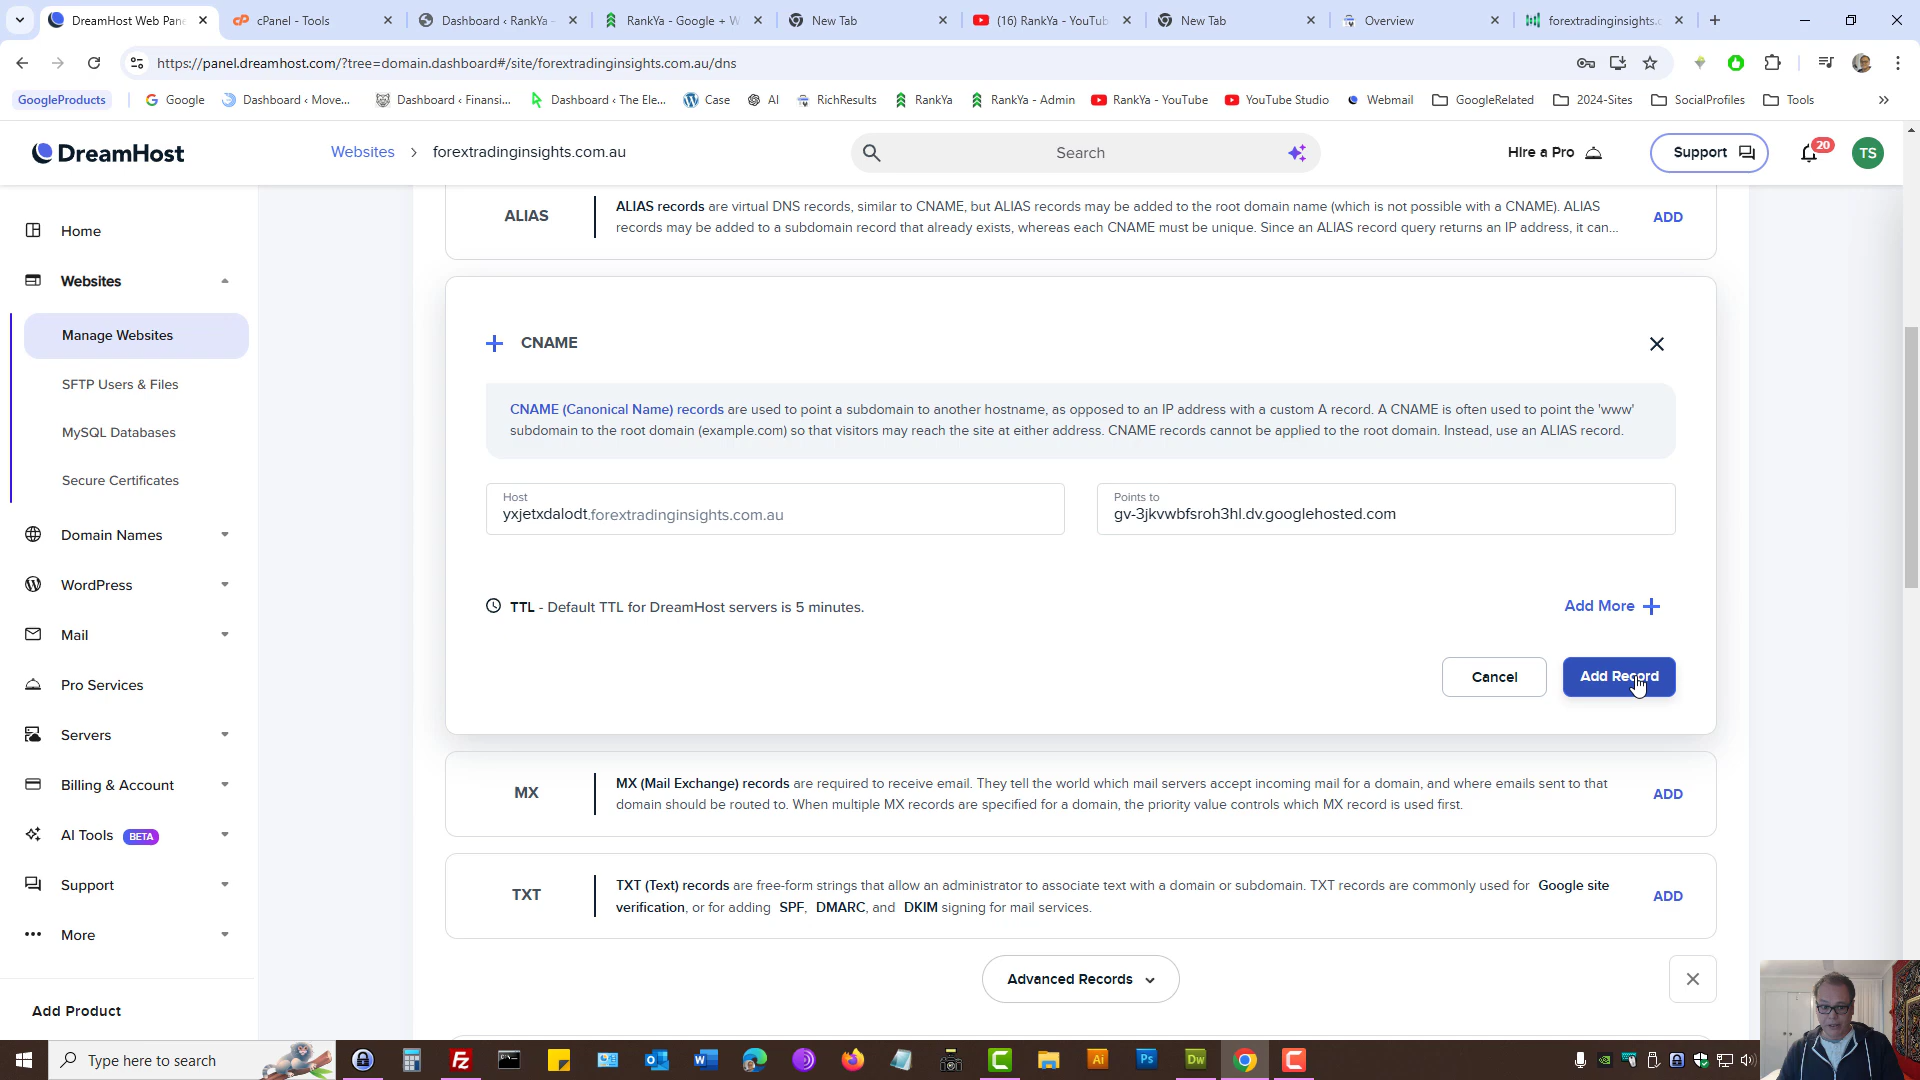 DreamHost Web Pane
cPanel - Tools
Dashboard ‹ RankYa -
RankYa - Google + W
New Tab
(16) RankYa - YouTub
New Tab
Overview
forextradinginsights.c
https://panel.dreamhost.com/?tree=domain.dashboard#/site/forextradinginsights.com.au/dns
GoogleProducts
Google
Dashboard ‹ Move...
Dashboard ‹ Finansi...
Dashboard ‹ The Ele...
Case
AI
RichResults
RankYa
RankYa - Admin
RankYa - YouTube
YouTube Studio
Webmail
GoogleRelated
2024-Sites
SocialProfiles
Tools
»
DreamHost
Websites > forextradinginsights.com.au
Search
Hire a Pro
Support
20
TS
Home
Websites
Manage Websites
SFTP Users & Files
MySQL Databases
Secure Certificates
Domain Names
WordPress
Mail
Pro Services
Servers
Billing & Account
AI Tools BETA
Support
More
Add Product
ALIAS
ALIAS records are virtual DNS records, similar to CNAME, but ALIAS records may be added to the root domain name (which is not possible with a CNAME). ALIAS
records may be added to a subdomain record that already exists, whereas each CNAME must be unique. Since an ALIAS record query returns an IP address, it can...
ADD
CNAME
CNAME (Canonical Name) records are used to point a subdomain to another hostname, as opposed to an IP address with a custom A record. A CNAME is often used to point the 'www'
subdomain to the root domain (example.com) so that visitors may reach the site at either address. CNAME records cannot be applied to the root domain. Instead, use an ALIAS record.
Host
yxjetxdalodt.forextradinginsights.com.au
Points to
gv-3jkvwbfsroh3hl.dv.googlehosted.com
TTL - Default TTL for DreamHost servers is 5 minutes.
Add More +
Cancel
Add Record
MX
MX (Mail Exchange) records are required to receive email. They tell the world which mail servers accept incoming mail for a domain, and where emails sent to that
domain should be routed to. When multiple MX records are specified for a domain, the priority value controls which MX record is used first.
ADD
TXT
TXT (Text) records are free-form strings that allow an administrator to associate text with a domain or subdomain. TXT records are commonly used for Google site
verification, or for adding SPF, DMARC, and DKIM signing for mail services.
ADD
Advanced Records
Type here to search
Ai
Ps
Dw